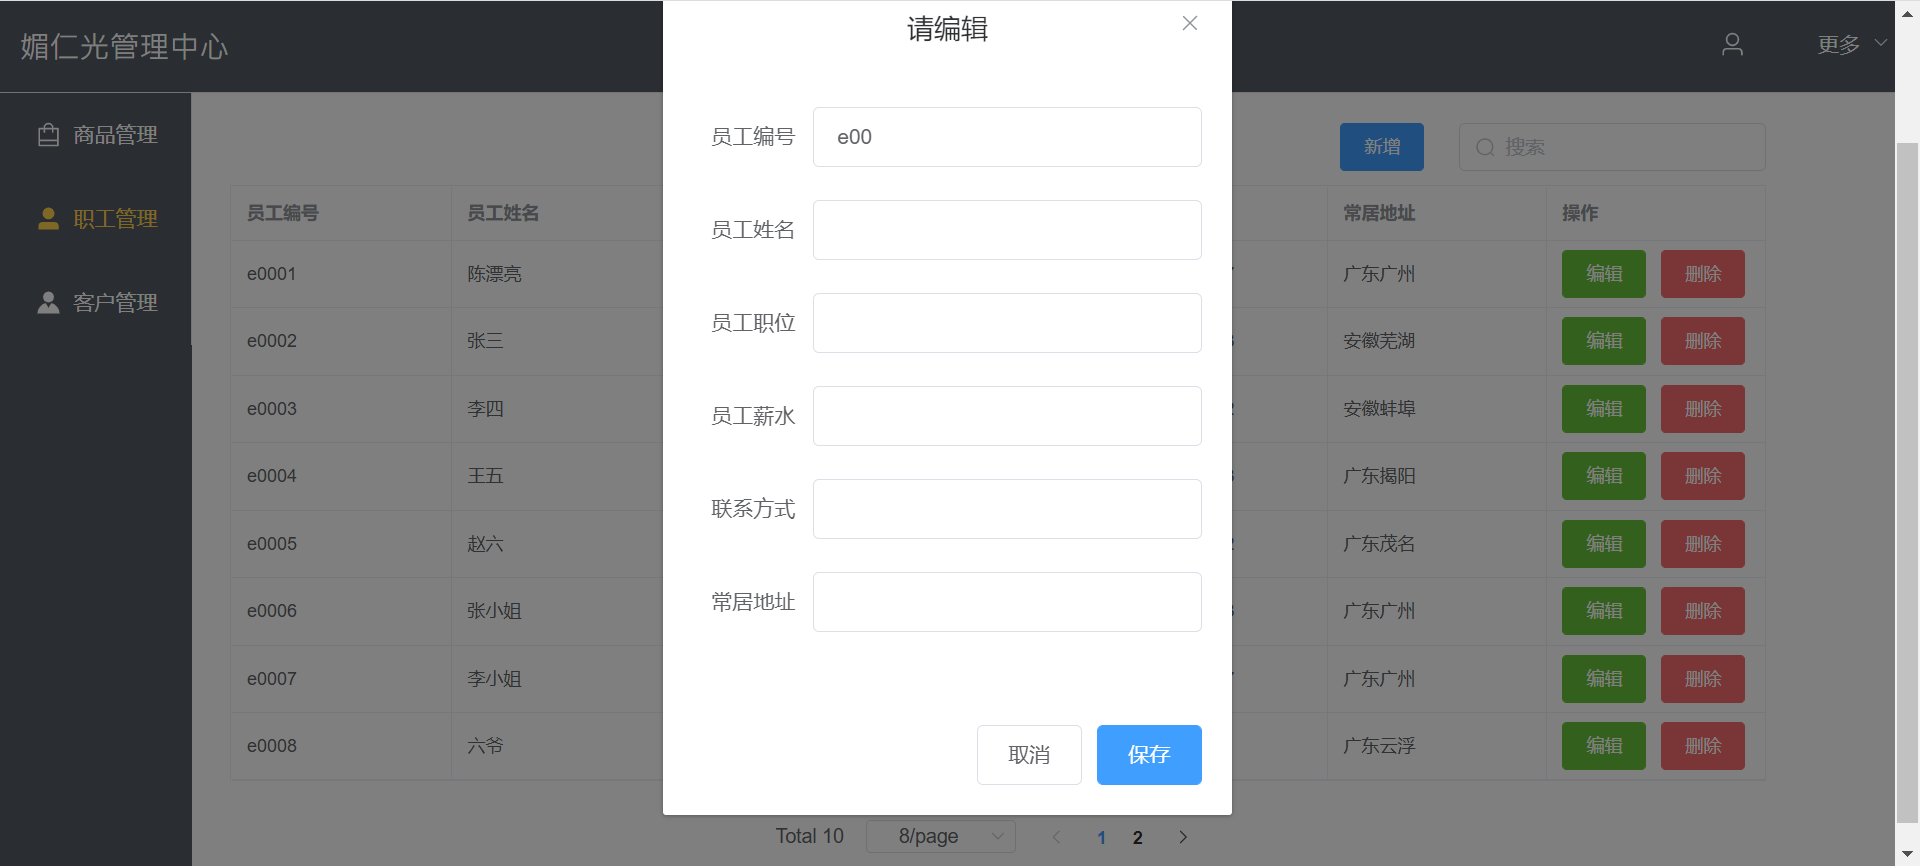 媚仁光管理中心
更多
商品管理
职工管理
客户管理
新增
搜索
员工编号 员工姓名 常居地址 操作
e0001 陈漂亮 广东广州 编辑 删除
e0002 张三 安徽芜湖 编辑 删除
e0003 李四 安徽蚌埠 编辑 删除
e0004 王五 广东揭阳 编辑 删除
e0005 赵六 广东茂名 编辑 删除
e0006 张小姐 广东广州 编辑 删除
e0007 李小姐 广东广州 编辑 删除
e0008 六爷 广东云浮 编辑 删除
请编辑
员工编号 e00
员工姓名
员工职位
员工薪水
联系方式
常居地址
取消 保存
Total 10 8/page 1 2